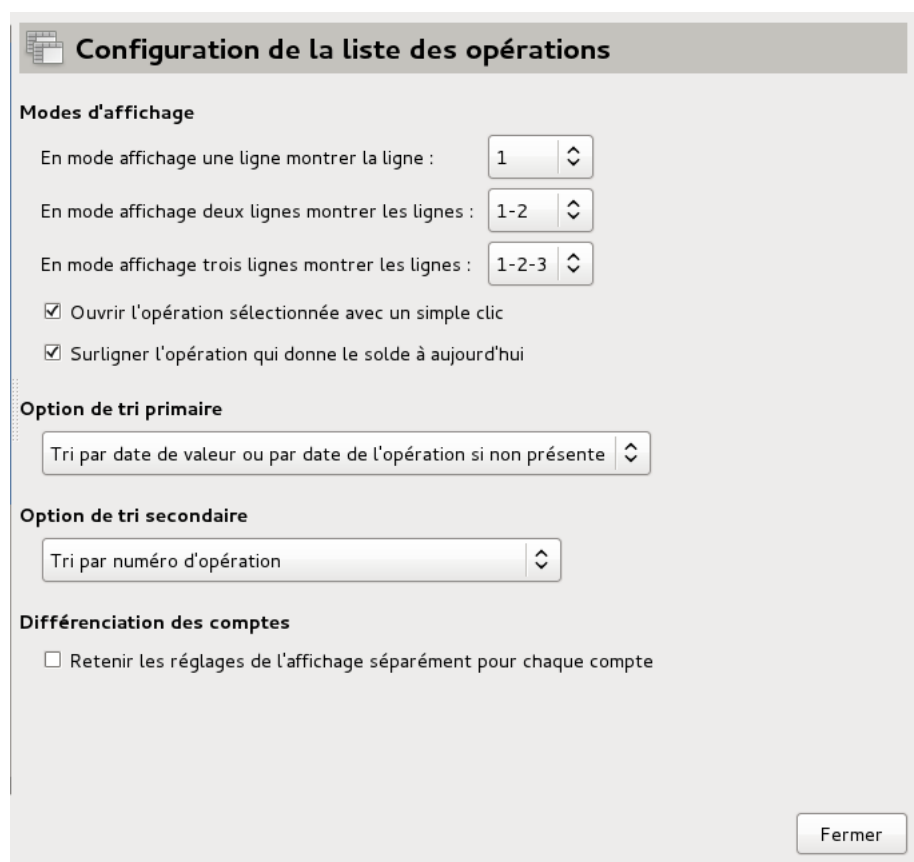 Configuration de la liste des opérations
Modes d'affichage
En mode affichage une ligne montrer la ligne : 1
En mode affichage deux lignes montrer les lignes : 1-2
En mode affichage trois lignes montrer les lignes : 1-2-3
Ouvrir l'opération sélectionnée avec un simple clic
Surligner l'opération qui donne le solde à aujourd'hui
Option de tri primaire
Tri par date de valeur ou par date de l'opération si non présente
Option de tri secondaire
Tri par numéro d'opération
Différenciation des comptes
Retenir les réglages de l'affichage séparément pour chaque compte
Fermer